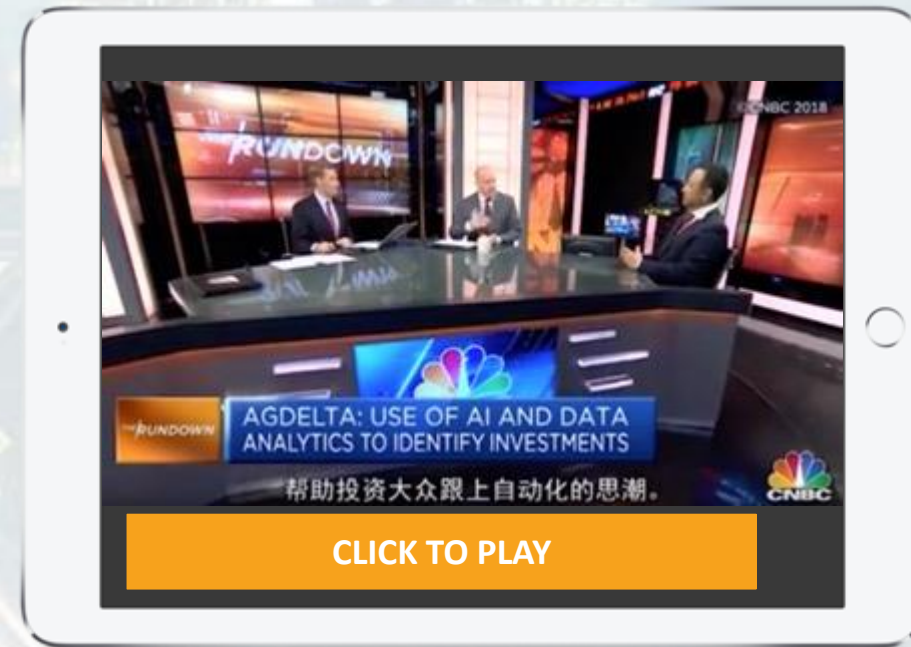 ©CNBC 2018
RUNDOWN
THE RUNDOWN
AGDELTA: USE OF AI AND DATA
ANALYTICS TO IDENTIFY INVESTMENTS
帮助投资大众跟上自动化的思潮。
CNBC
CLICK TO PLAY